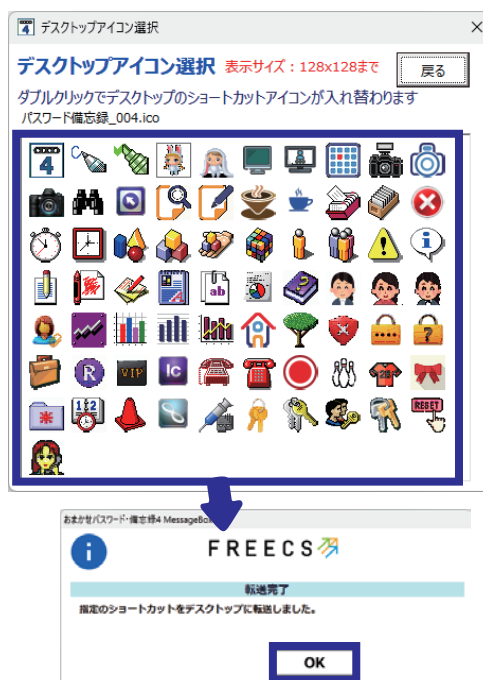 デスクトップアイコン選択
デスクトップアイコン選択 表示サイズ：128x128まで 戻る
ダブルクリックでデスクトップのショートカットアイコンが入れ替わります
パスワード備忘録_004.ico
4
ab
R VIP Ic
RESET
おまかせパスワード・備忘録4 MessageBox
FREECS
転送完了
指定のショートカットをデスクトップに転送しました。
OK